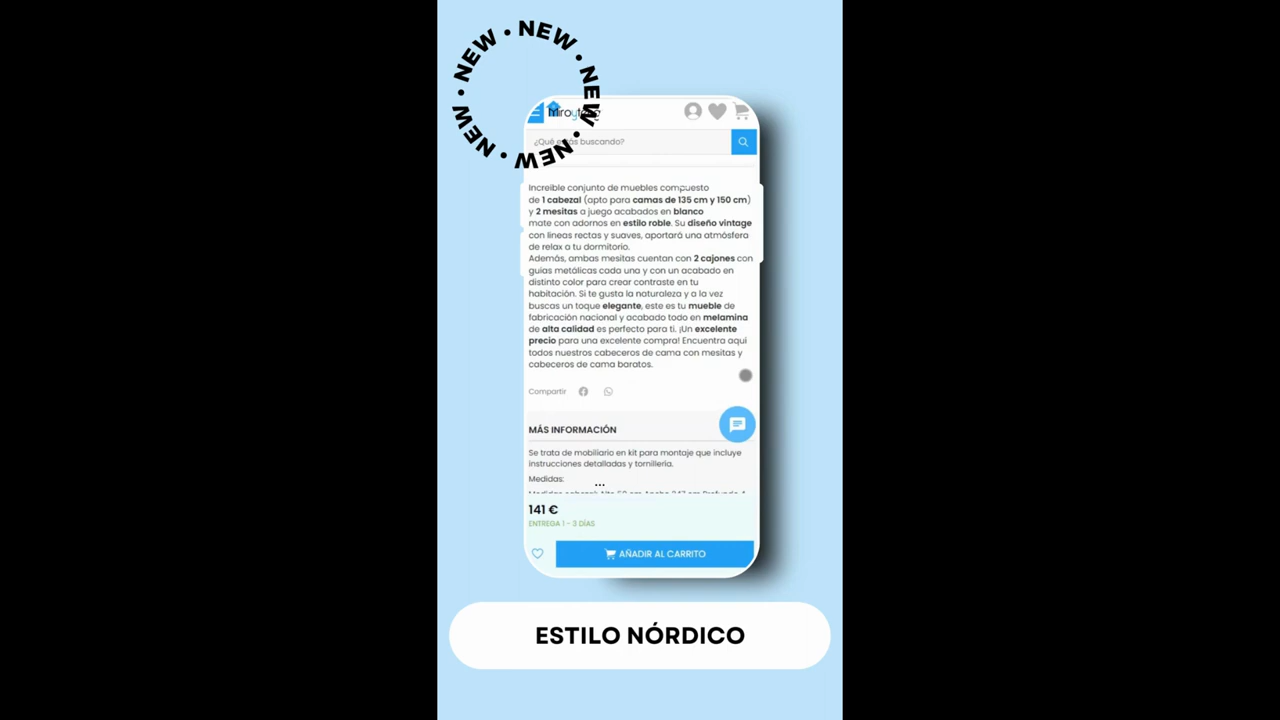 NEW • NEW • NEW • NEW • NEW • NEW •
¿Qué estás buscando?
Increíble conjunto de muebles compuesto
de 1 cabezal (apto para camas de 135 cm y 150 cm)
y 2 mesitas a juego acabados en blanco
mate con adornos en estilo roble. Su diseño vintage
con líneas rectas y suaves, aportará una atmósfera
de relax a tu dormitorio.
Además, ambas mesitas cuentan con 2 cajones con
guías metálicas cada una y con un acabado en
distinto color para crear contraste en tu
habitación. Si te gusta la naturaleza y a la vez
buscas un toque elegante, este es tu mueble de
fabricación nacional y acabado todo en melamina
de alta calidad es perfecto para ti. ¡Un excelente
precio para una excelente compra! Encuentra aquí
todos nuestros cabeceros de cama con mesitas y
cabeceros de cama baratos.
Compartir
MÁS INFORMACIÓN
Se trata de mobiliario en kit para montaje que incluye
instrucciones detalladas y tornillería.
Medidas:
...
141 €
ENTREGA 1 - 3 DÍAS
AÑADIR AL CARRITO
ESTILO NÓRDICO